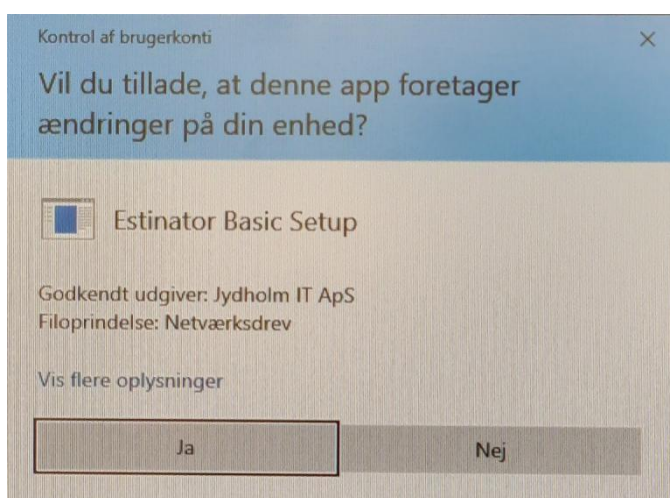 Kontrol af brugerkonti
Vil du tillade, at denne app foretager
ændringer på din enhed?
Estinator Basic Setup
Godkendt udgiver: Jydholm IT ApS
Filoprindelse: Netværksdrev
Vis flere oplysninger
Ja
Nej